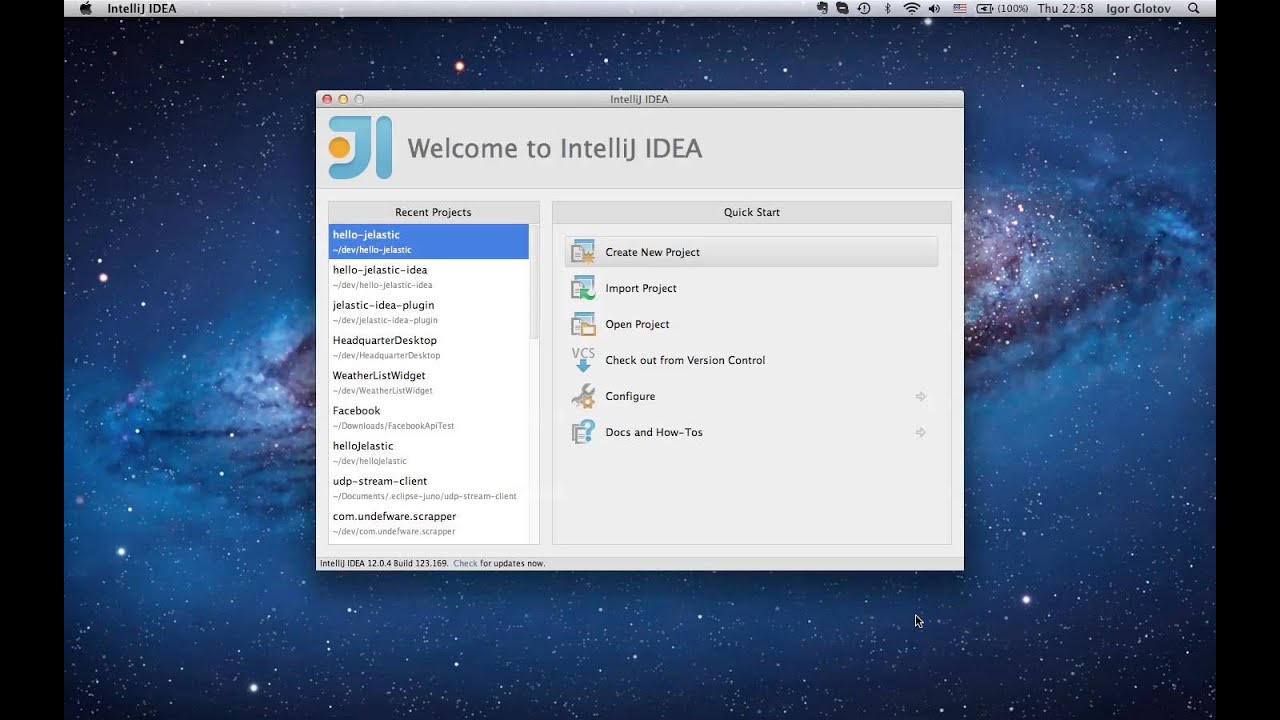 IntelliJ IDEA
(100%) Thu 22:58 Igor Glotov
IntelliJ IDEA
Welcome to IntelliJ IDEA
Recent Projects
hello-jelastic
~/dev/hello-jelastic
hello-jelastic-idea
~/dev/hello-jelastic-idea
jelastic-idea-plugin
~/dev/jelastic-idea-plugin
HeadquarterDesktop
~/dev/HeadquarterDesktop
WeatherListWidget
~/dev/WeatherListWidget
Facebook
~/Downloads/FacebookApiTest
helloJelastic
~/dev/helloJelastic
udp-stream-client
~/Documents/.eclipse-juno/udp-stream-client
com.undefware.scrapper
~/dev/com.undefware.scrapper
Quick Start
Create New Project
Import Project
Open Project
VCS
Check out from Version Control
Configure
Docs and How-Tos
IntelliJ IDEA 12.0.4 Build 123.169. Check for updates now.